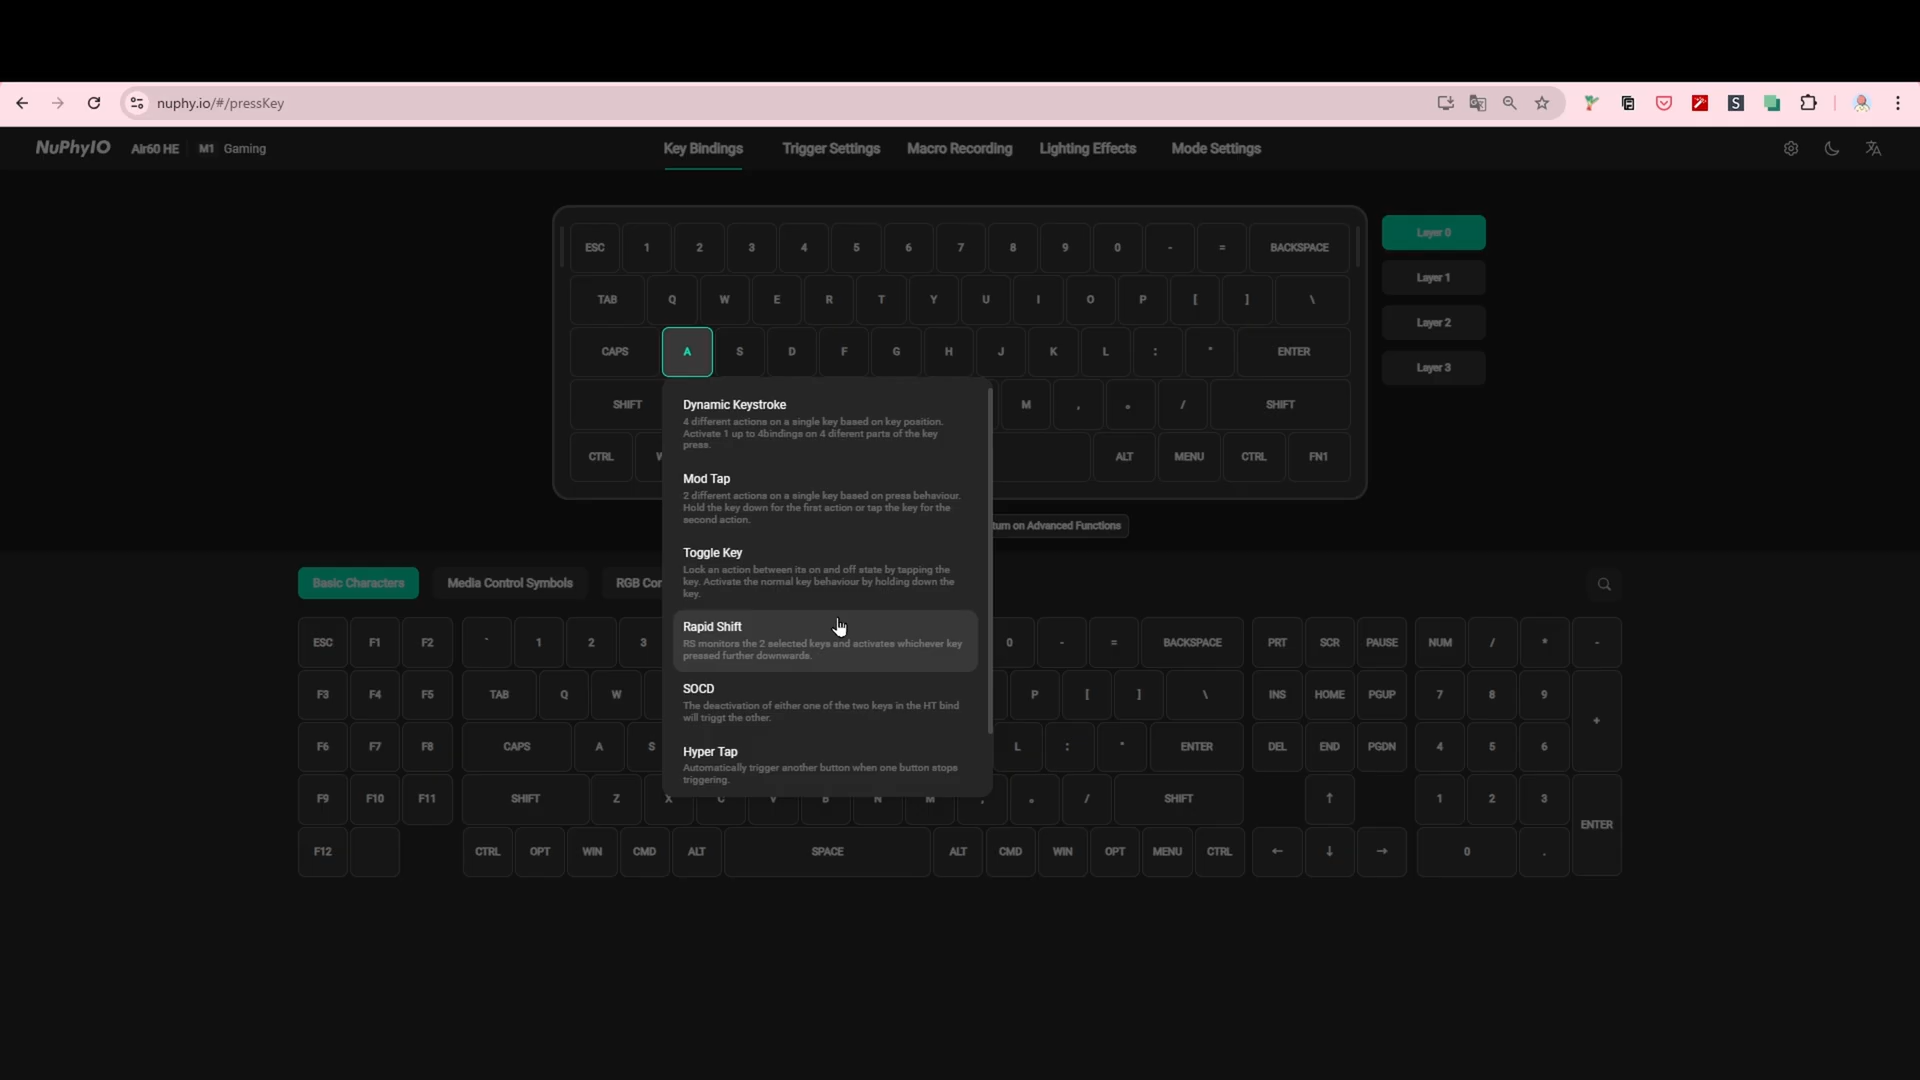 nuphy.io/#/pressKey
NuPhyIO Air60 HE M1 Gaming Key Bindings Trigger Settings Macro Recording Lighting Effects Mode Settings
ESC 1 2 3 4 5 6 7 8 9 0 - = BACKSPACE
Layer 0
Layer 1
TAB Q W E R T Y U I O P [ ] \
Layer 2
CAPS A S D F G H J K L : " ENTER
Layer 3
SHIFT M , 。 / SHIFT
CTRL W ALT MENU CTRL FN1
Dynamic Keystroke
4 different actions on a single key based on key position.
Activate 1 up to 4bindings on 4 diferent parts of the key
press.
Mod Tap
2 different actions on a single key based on press behaviour.
Hold the key down for the first action or tap the key for the
second action.
Toggle Key
Lock an action between its on and off state by tapping the
key. Activate the normal key behaviour by holding down the
key.
Rapid Shift
RS monitors the 2 selected keys and activates whichever key
pressed further downwards.
SOCD
The deactivation of either one of the two keys in the HT bind
will triggt the other.
Hyper Tap
Automatically trigger another button when one button stops
triggering.
turn on Advanced Functions
Basic Characters Media Control Symbols RGB Con
ESC F1 F2 ~ 1 2 3 0 - = BACKSPACE PRT SCR PAUSE NUM / * -
F3 F4 F5 TAB Q W P [ ] \ INS HOME PGUP 7 8 9 +
F6 F7 F8 CAPS A S L : " ENTER DEL END PGDN 4 5 6
F9 F10 F11 SHIFT Z X C V B N M , 。 / SHIFT ↑ 1 2 3 ENTER
F12 CTRL OPT WIN CMD ALT SPACE ALT CMD WIN OPT MENU CTRL ← ↓ → 0 .